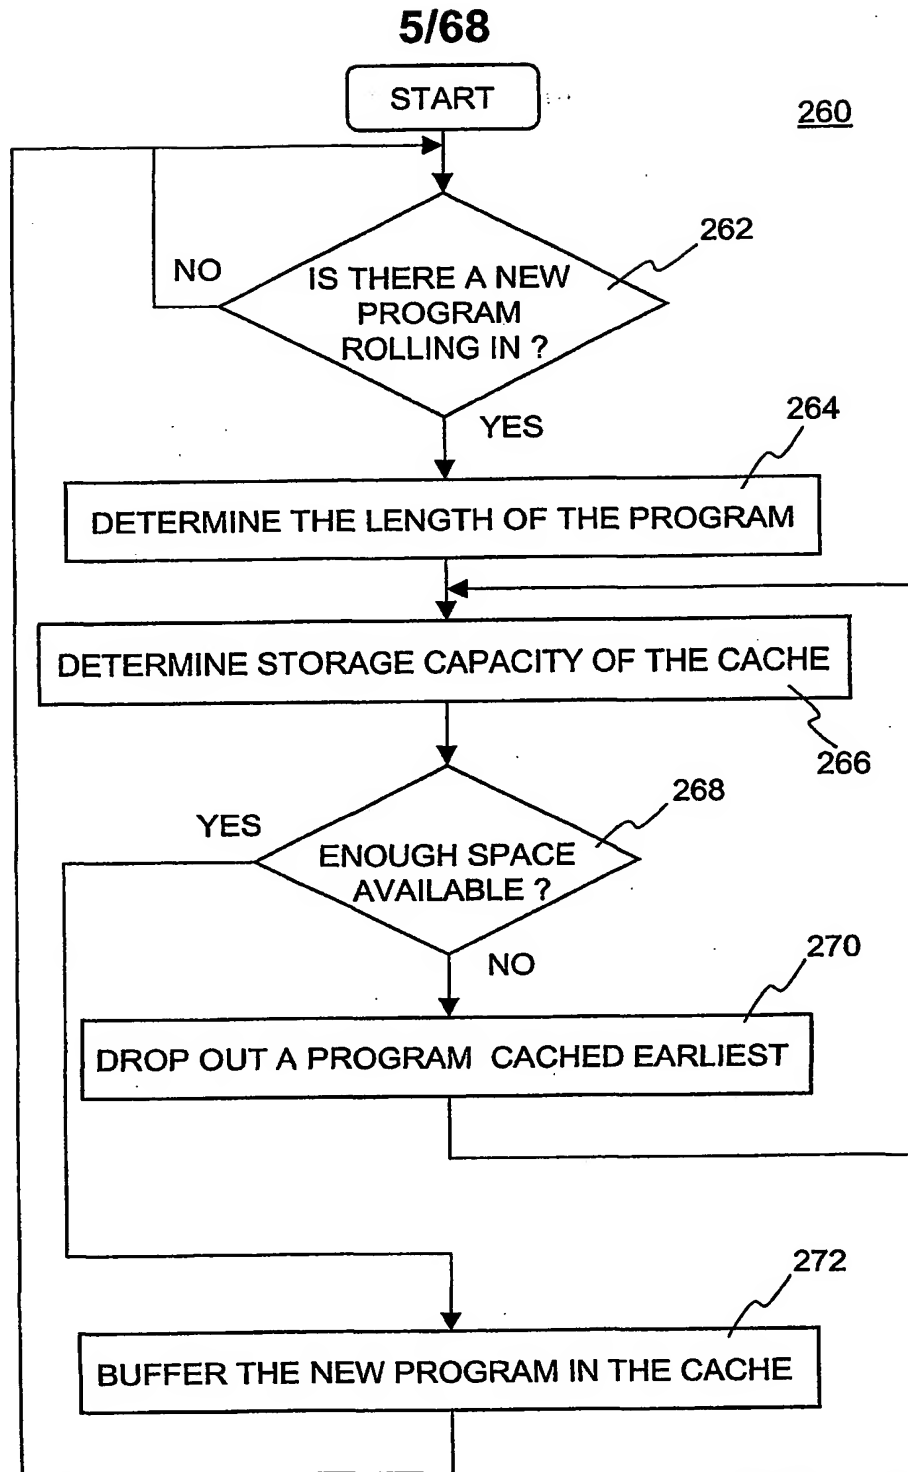 5/68
START
260
262
NO
IS THERE A NEW
PROGRAM
ROLLING IN ?
YES
264
DETERMINE THE LENGTH OF THE PROGRAM
DETERMINE STORAGE CAPACITY OF THE CACHE
266
268
YES
ENOUGH SPACE
AVAILABLE ?
NO
270
DROP OUT A PROGRAM CACHED EARLIEST
272
BUFFER THE NEW PROGRAM IN THE CACHE